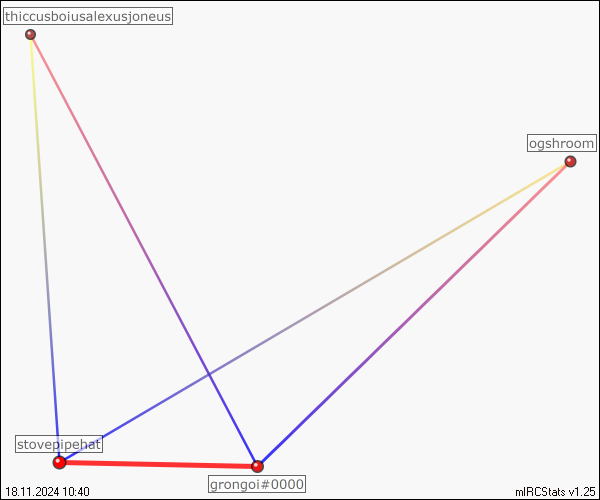 thiccusboiusalexusjoneus
ogshroom
stovepipehat
grongoi#0000
18.11.2024 10:40
mIRCStats v1.25